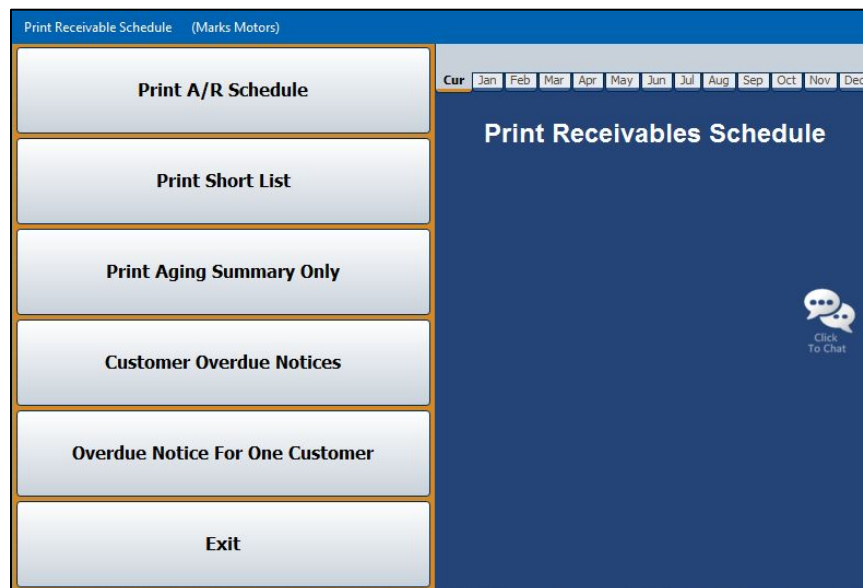 Print Receivable Schedule (Marks Motors)
Print A/R Schedule
Print Short List
Print Aging Summary Only
Customer Overdue Notices
Overdue Notice For One Customer
Exit
Cur Jan Feb Mar Apr May Jun Jul Aug Sep Oct Nov Dec
Print Receivables Schedule
Click
To Chat